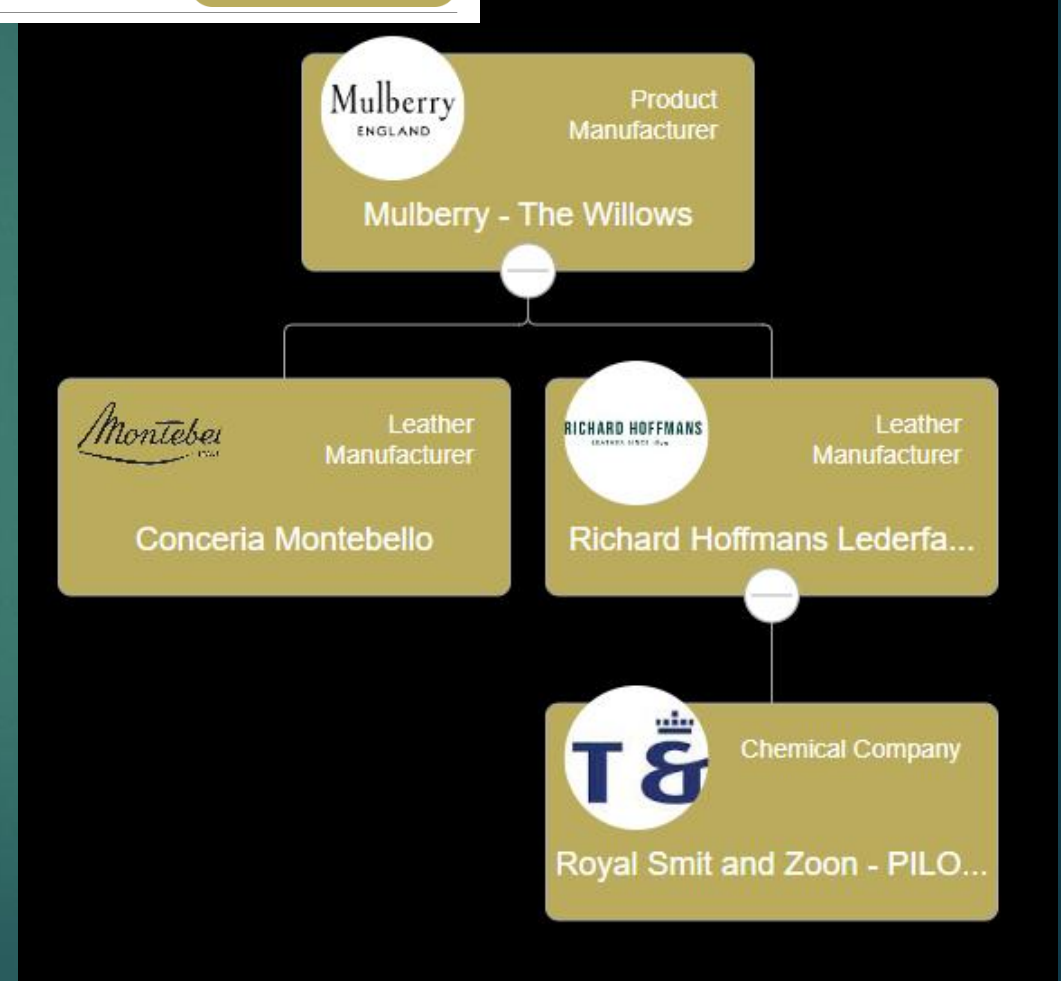 Mulberry
ENGLAND
Product
Manufacturer
Mulberry - The Willows
Montebel
Leather
Manufacturer
Conceria Montebello
RICHARD HOFFMANS
Leather
Manufacturer
Richard Hoffmans Lederfa...
T &
Chemical Company
Royal Smit and Zoon - PILO...